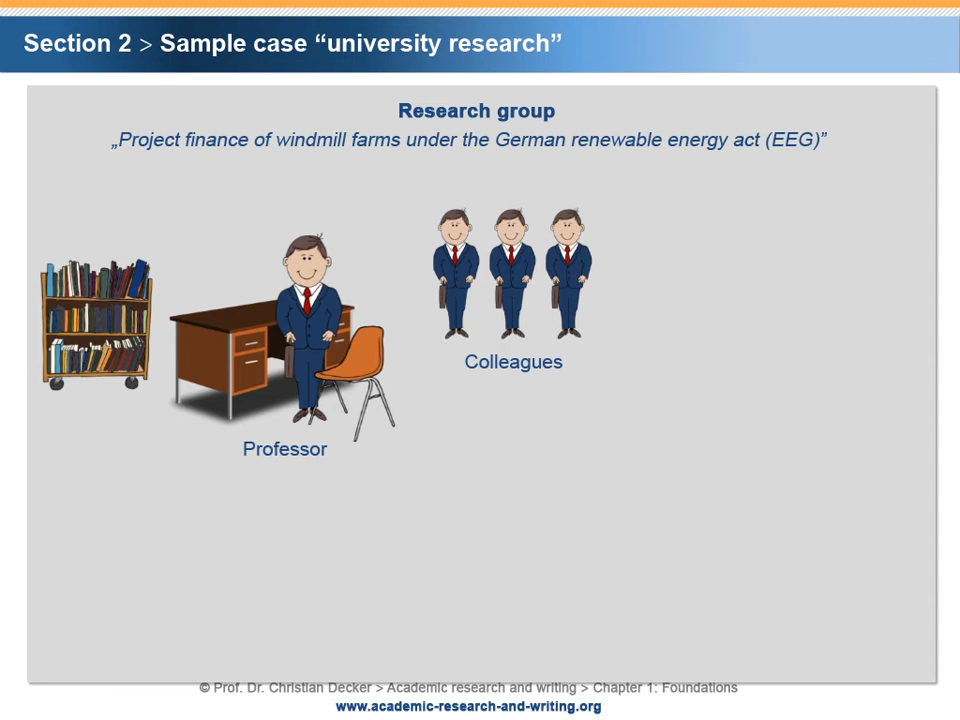 Section 2 > Sample case “university research”
Research group
„Project finance of windmill farms under the German renewable energy act (EEG)”
Colleagues
Professor
© Prof. Dr. Christian Decker > Academic research and writing > Chapter 1: Foundations
www.academic-research-and-writing.org